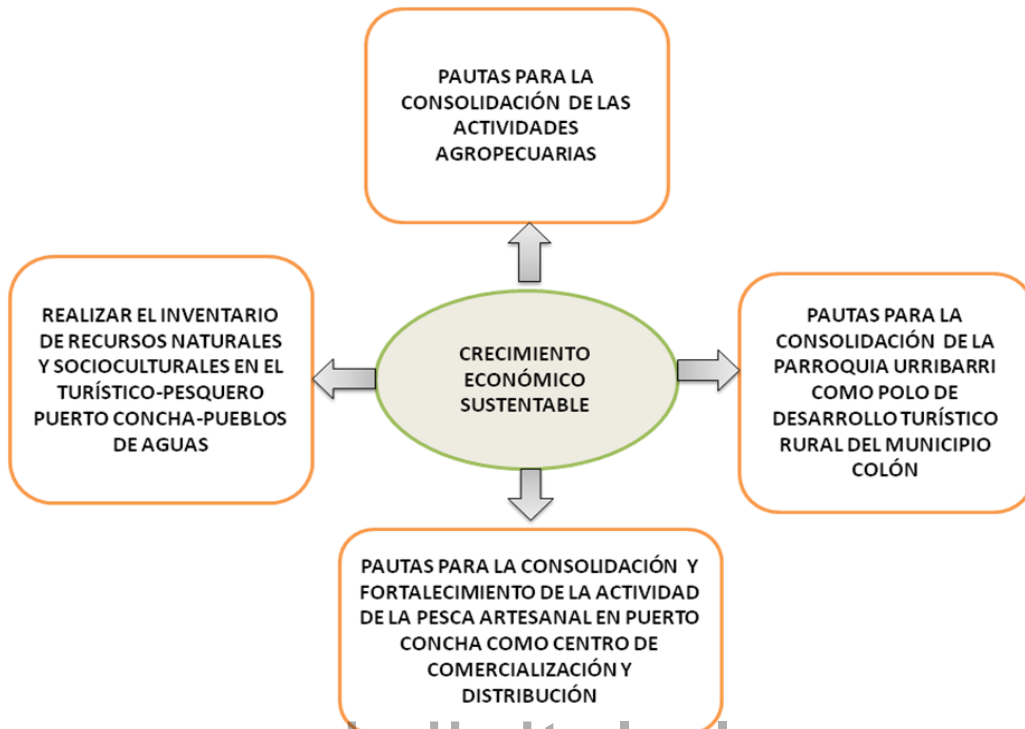 PAUTAS PARA LA
CONSOLIDACIÓN DE LAS
ACTIVIDADES
AGROPECUARIAS
REALIZAR EL INVENTARIO
DE RECURSOS NATURALES
Y SOCIOCULTURALES EN EL
TURÍSTICO-PESQUERO
PUERTO CONCHA-PUEBLOS
DE AGUAS
CRECIMIENTO
ECONÓMICO
SUSTENTABLE
PAUTAS PARA LA
CONSOLIDACIÓN DE LA
PARROQUIA URRIBARRI
COMO POLO DE
DESARROLLO TURÍSTICO
RURAL DEL MUNICIPIO
COLÓN
PAUTAS PARA LA CONSOLIDACIÓN Y
FORTALECIMIENTO DE LA ACTIVIDAD
DE LA PESCA ARTESANAL EN PUERTO
CONCHA COMO CENTRO DE
COMERCIALIZACIÓN Y
DISTRIBUCIÓN